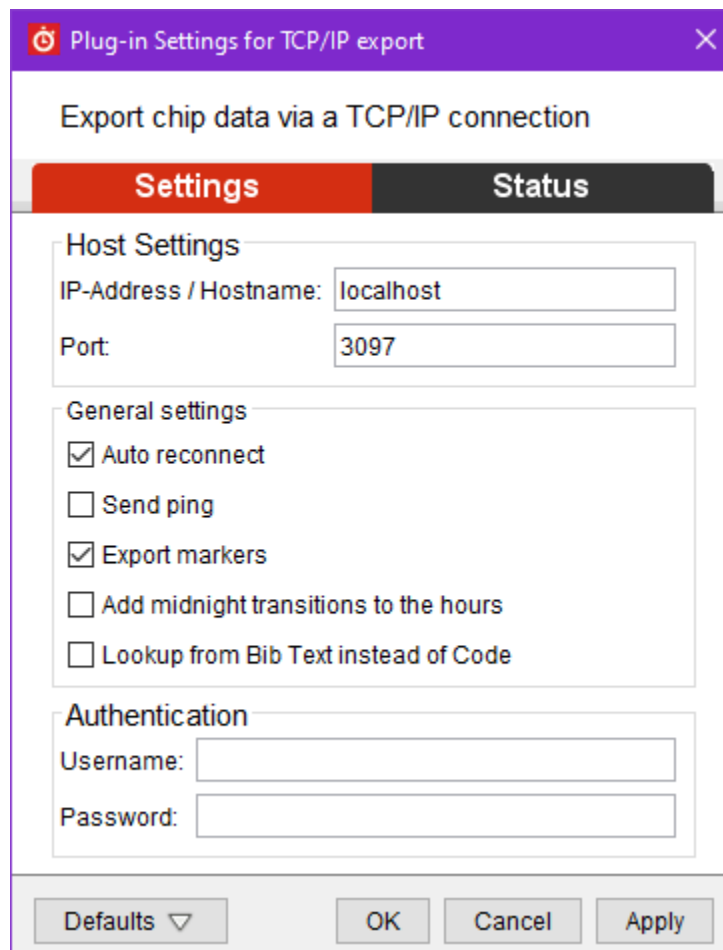 Plug-in Settings for TCP/IP export
Export chip data via a TCP/IP connection
Settings Status
Host Settings
IP-Address / Hostname: localhost
Port: 3097
General settings
Auto reconnect
Send ping
Export markers
Add midnight transitions to the hours
Lookup from Bib Text instead of Code
Authentication
Username:
Password:
Defaults OK Cancel Apply